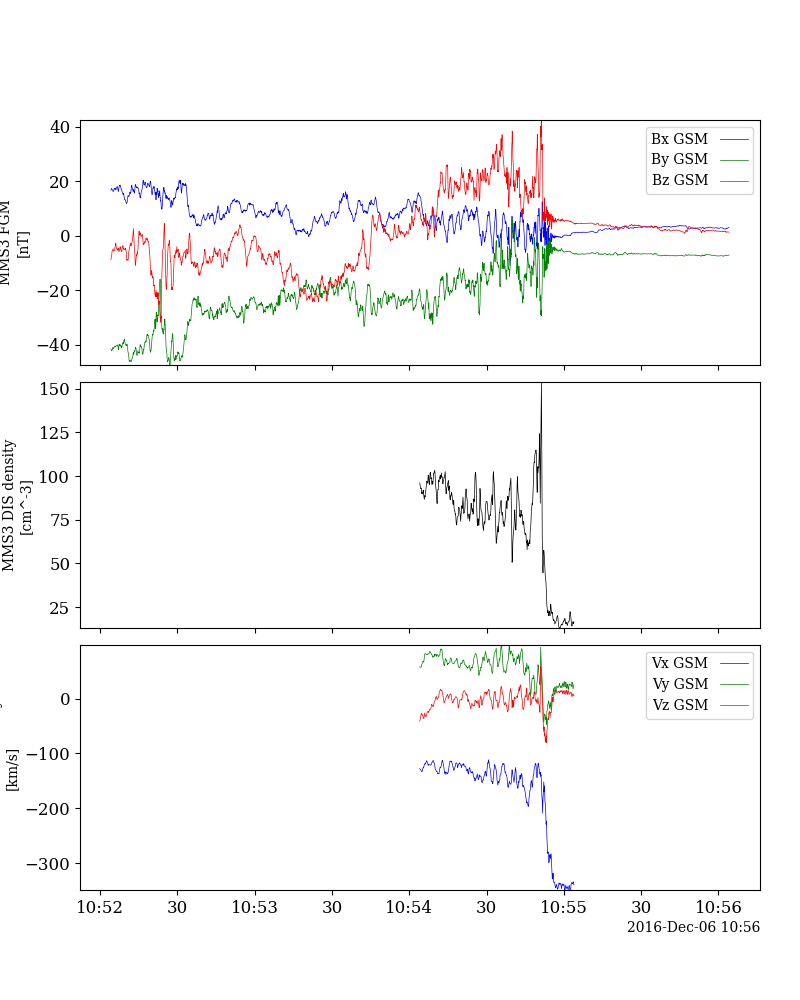 40
20
0
−20
−40
MMS3 FGM
[nT]
Bx GSM
By GSM
Bz GSM
150
125
100
75
50
25
MMS3 DIS density
[cm^-3]
0
−100
−200
−300
[km/s]
Vx GSM
Vy GSM
Vz GSM
10:52 30 10:53 30 10:54 30 10:55 30 10:56
2016-Dec-06 10:56